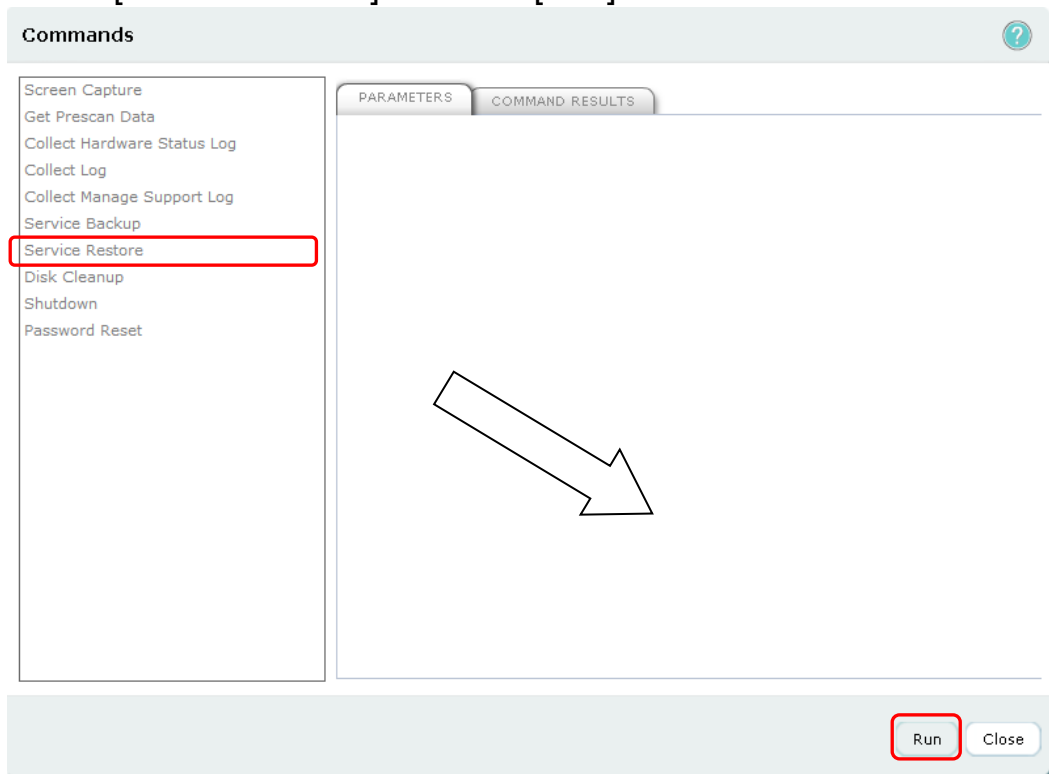 Commands
?
Screen Capture
Get Prescan Data
Collect Hardware Status Log
Collect Log
Collect Manage Support Log
Service Backup
Service Restore
Disk Cleanup
Shutdown
Password Reset
PARAMETERS
COMMAND RESULTS
Run
Close